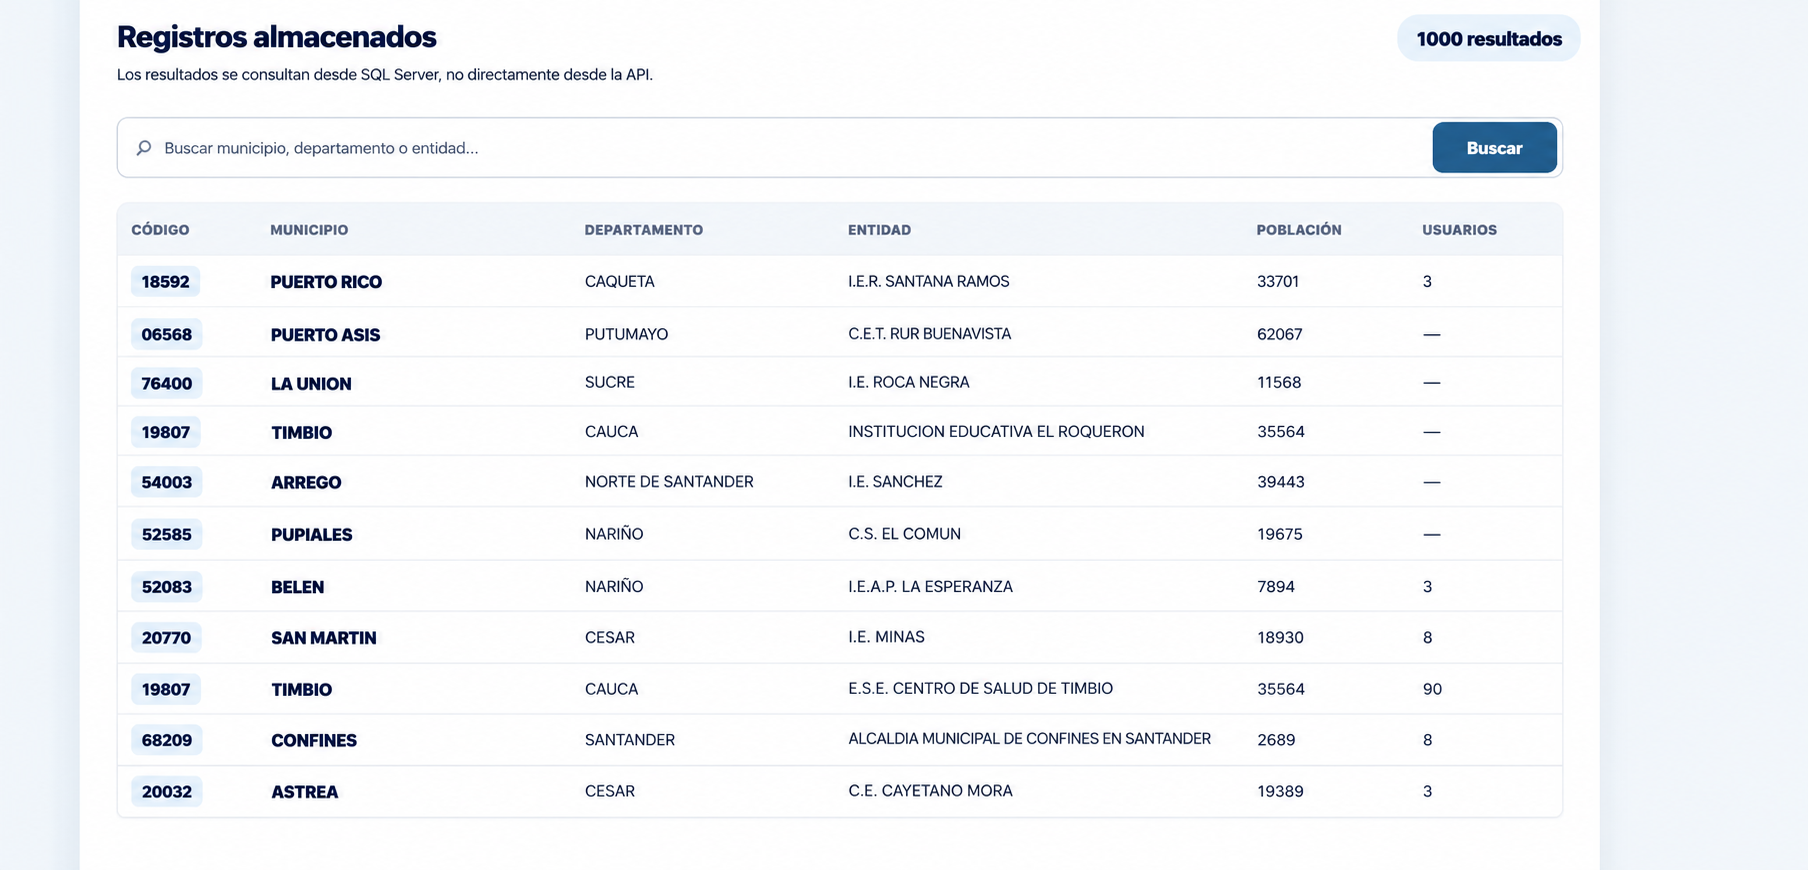 Registros almacenados
1000 resultados
Los resultados se consultan desde SQL Server, no directamente desde la API.
Buscar municipio, departamento o entidad...
Buscar
CÓDIGO MUNICIPIO DEPARTAMENTO ENTIDAD POBLACIÓN USUARIOS
18592 PUERTO RICO CAQUETA I.E.R. SANTANA RAMOS 33701 3
06568 PUERTO ASIS PUTUMAYO C.E.T. RUR BUENAVISTA 62067 —
76400 LA UNION SUCRE I.E. ROCA NEGRA 11568 —
19807 TIMBIO CAUCA INSTITUCION EDUCATIVA EL ROQUERON 35564 —
54003 ARREGO NORTE DE SANTANDER I.E. SANCHEZ 39443 —
52585 PUPIALES NARIÑO C.S. EL COMUN 19675 —
52083 BELEN NARIÑO I.E.A.P. LA ESPERANZA 7894 3
20770 SAN MARTIN CESAR I.E. MINAS 18930 8
19807 TIMBIO CAUCA E.S.E. CENTRO DE SALUD DE TIMBIO 35564 90
68209 CONFINES SANTANDER ALCALDIA MUNICIPAL DE CONFINES EN SANTANDER 2689 8
20032 ASTREA CESAR C.E. CAYETANO MORA 19389 3